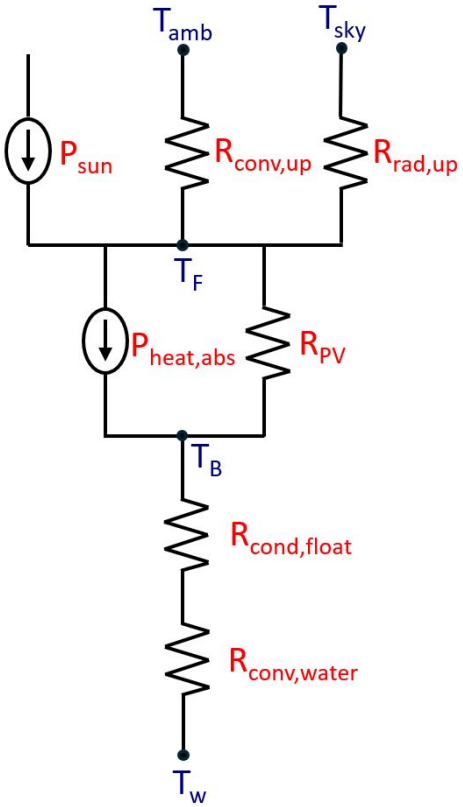 T_amb
T_sky
P_sun
R_conv,up
R_rad,up
T_F
P_heat,abs
R_PV
T_B
R_cond,float
R_conv,water
T_w